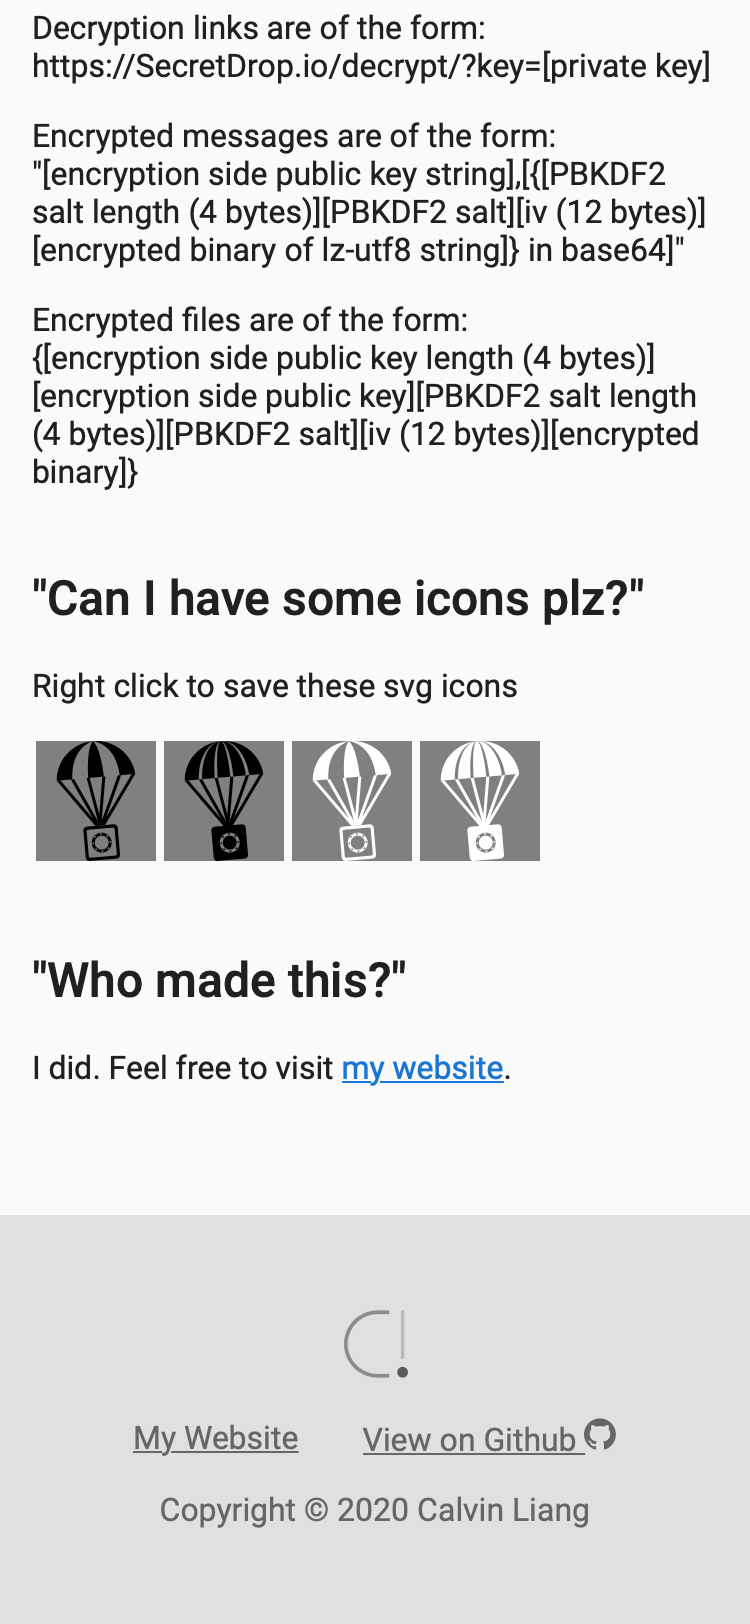 Decryption links are of the form:
https://SecretDrop.io/decrypt/?key=[private key]
Encrypted messages are of the form:
"[encryption side public key string],[{[PBKDF2
salt length (4 bytes)][PBKDF2 salt][iv (12 bytes)]
[encrypted binary of lz-utf8 string]} in base64]"
Encrypted files are of the form:
{[encryption side public key length (4 bytes)]
[encryption side public key][PBKDF2 salt length
(4 bytes)][PBKDF2 salt][iv (12 bytes)][encrypted
binary]}
"Can I have some icons plz?"
Right click to save these svg icons
"Who made this?"
I did. Feel free to visit my website.
C!
My Website
View on Github
Copyright © 2020 Calvin Liang